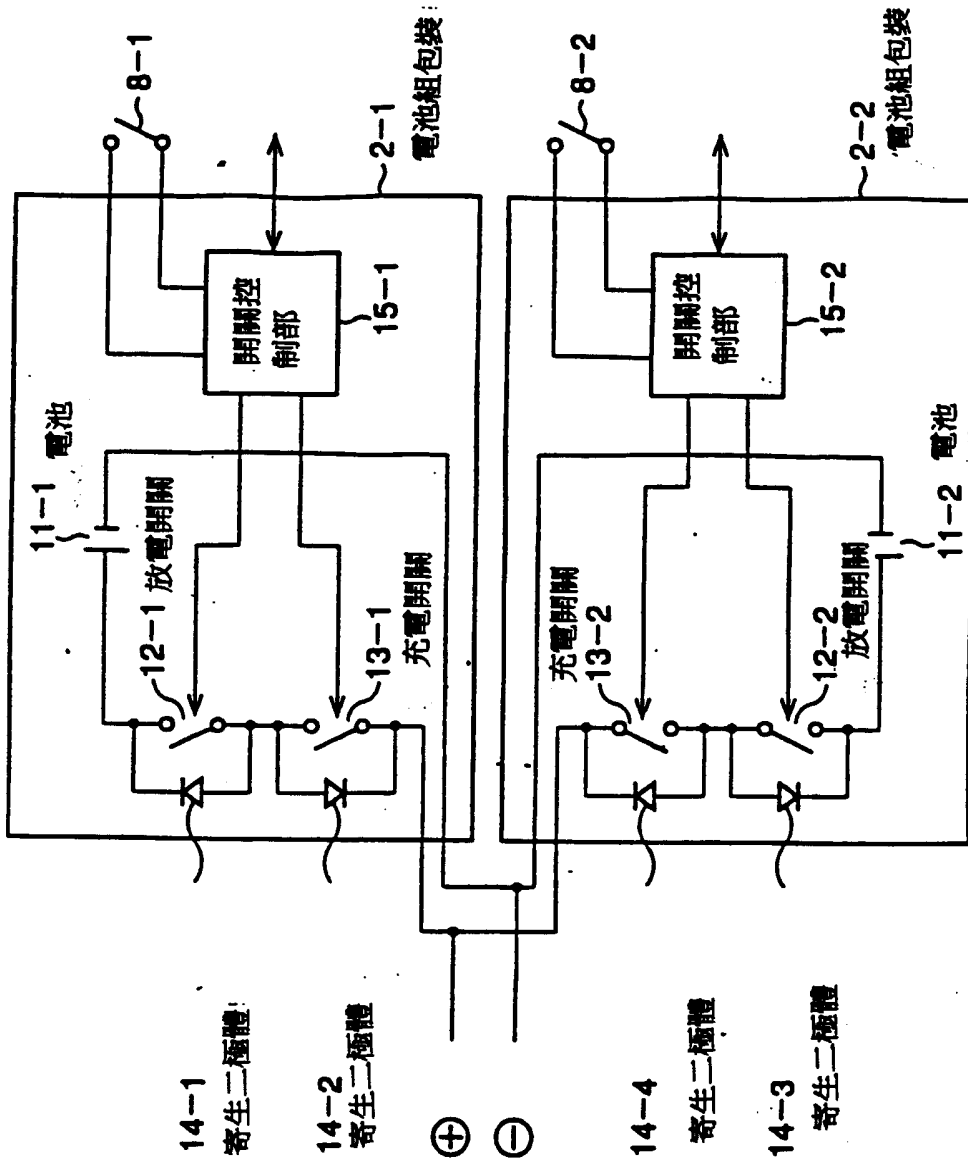 8-1
2-1
電池組包裝
15-1
開關控
制部
11-1
電池
12-1
放電開關
13-1
充電開關
14-1
寄生二極體
14-2
寄生二極體
⊕
⊖
8-2
2-2
電池組包裝
15-2
開關控
制部
充電開關
13-2
12-2
放電開關
11-2
電池
14-4
寄生二極體
14-3
寄生二極體